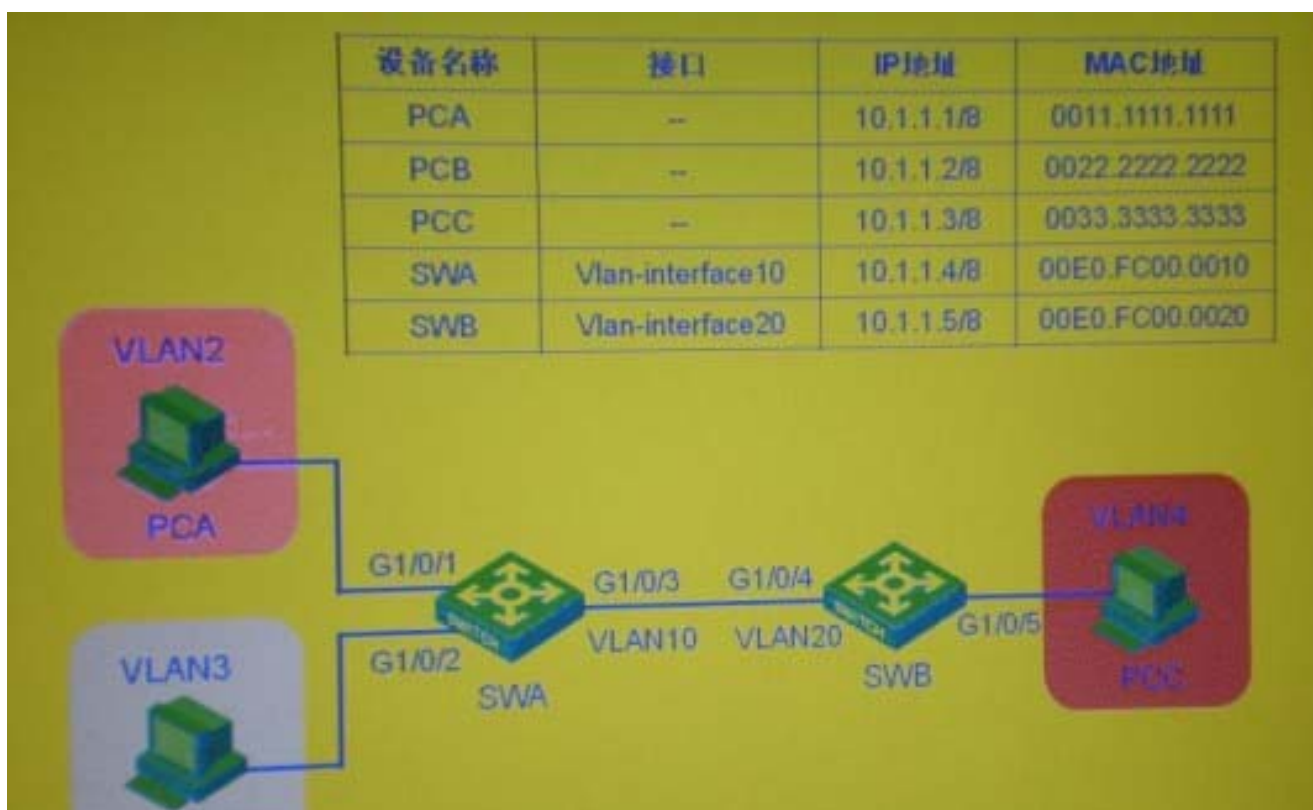 设备名称 接口 IP地址 MAC地址
PCA -- 10.1.1.1/8 0011.1111.1111
PCB -- 10.1.1.2/8 0022.2222.2222
PCC -- 10.1.1.3/8 0033.3333.3333
SWA Vlan-interface10 10.1.1.4/8 00E0.FC00.0010
SWB Vlan-interface20 10.1.1.5/8 00E0.FC00.0020
VLAN2
PCA
VLAN4
G1/0/1 G1/0/3 G1/0/4
VLAN10 VLAN20 G1/0/5
VLAN3 G1/0/2 SWA SWB PCC